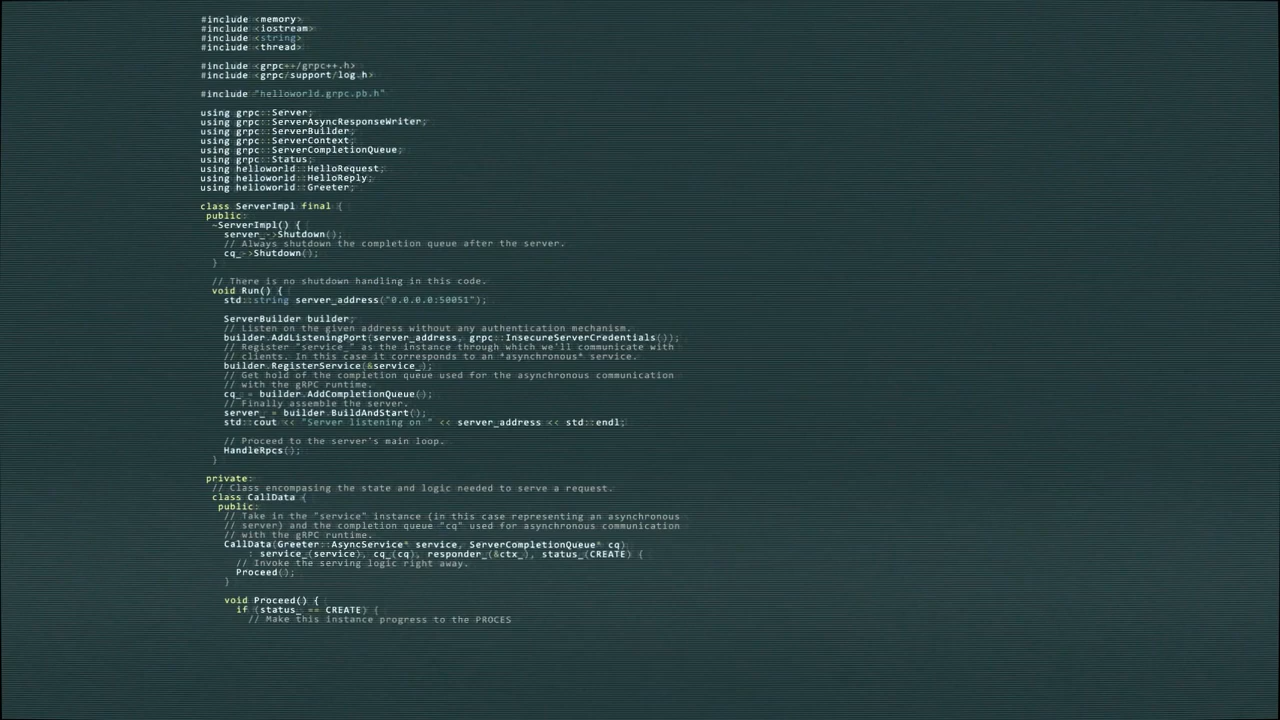 #include <memory>
#include <iostream>
#include <string>
#include <thread>
#include <grpc++/grpc++.h>
#include <grpc/support/log.h>
#include "helloworld.grpc.pb.h"
using grpc::Server;
using grpc::ServerAsyncResponseWriter;
using grpc::ServerBuilder;
using grpc::ServerContext;
using grpc::ServerCompletionQueue;
using grpc::Status;
using helloworld::HelloRequest;
using helloworld::HelloReply;
using helloworld::Greeter;
class ServerImpl final {
public:
~ServerImpl() {
server_->Shutdown();
// Always shutdown the completion queue after the server.
cq_->Shutdown();
}
// There is no shutdown handling in this code.
void Run() {
std::string server_address("0.0.0.0:50051");
ServerBuilder builder;
// Listen on the given address without any authentication mechanism.
builder.AddListeningPort(server_address, grpc::InsecureServerCredentials());
// Register "service_" as the instance through which we'll communicate with
// clients. In this case it corresponds to an *asynchronous* service.
builder.RegisterService(&service_);
// Get hold of the completion queue used for the asynchronous communication
// with the gRPC runtime.
cq_ = builder.AddCompletionQueue();
// Finally assemble the server.
server_ = builder.BuildAndStart();
std::cout << "Server listening on " << server_address << std::endl;
// Proceed to the server's main loop.
HandleRpcs();
}
private:
// Class encompasing the state and logic needed to serve a request.
class CallData {
public:
// Take in the "service" instance (in this case representing an asynchronous
// server) and the completion queue "cq" used for asynchronous communication
// with the gRPC runtime.
CallData(Greeter::AsyncService* service, ServerCompletionQueue* cq)
: service_(service), cq_(cq), responder_(&ctx_), status_(CREATE) {
// Invoke the serving logic right away.
Proceed();
}
void Proceed() {
if (status_ == CREATE) {
// Make this instance progress to the PROCES